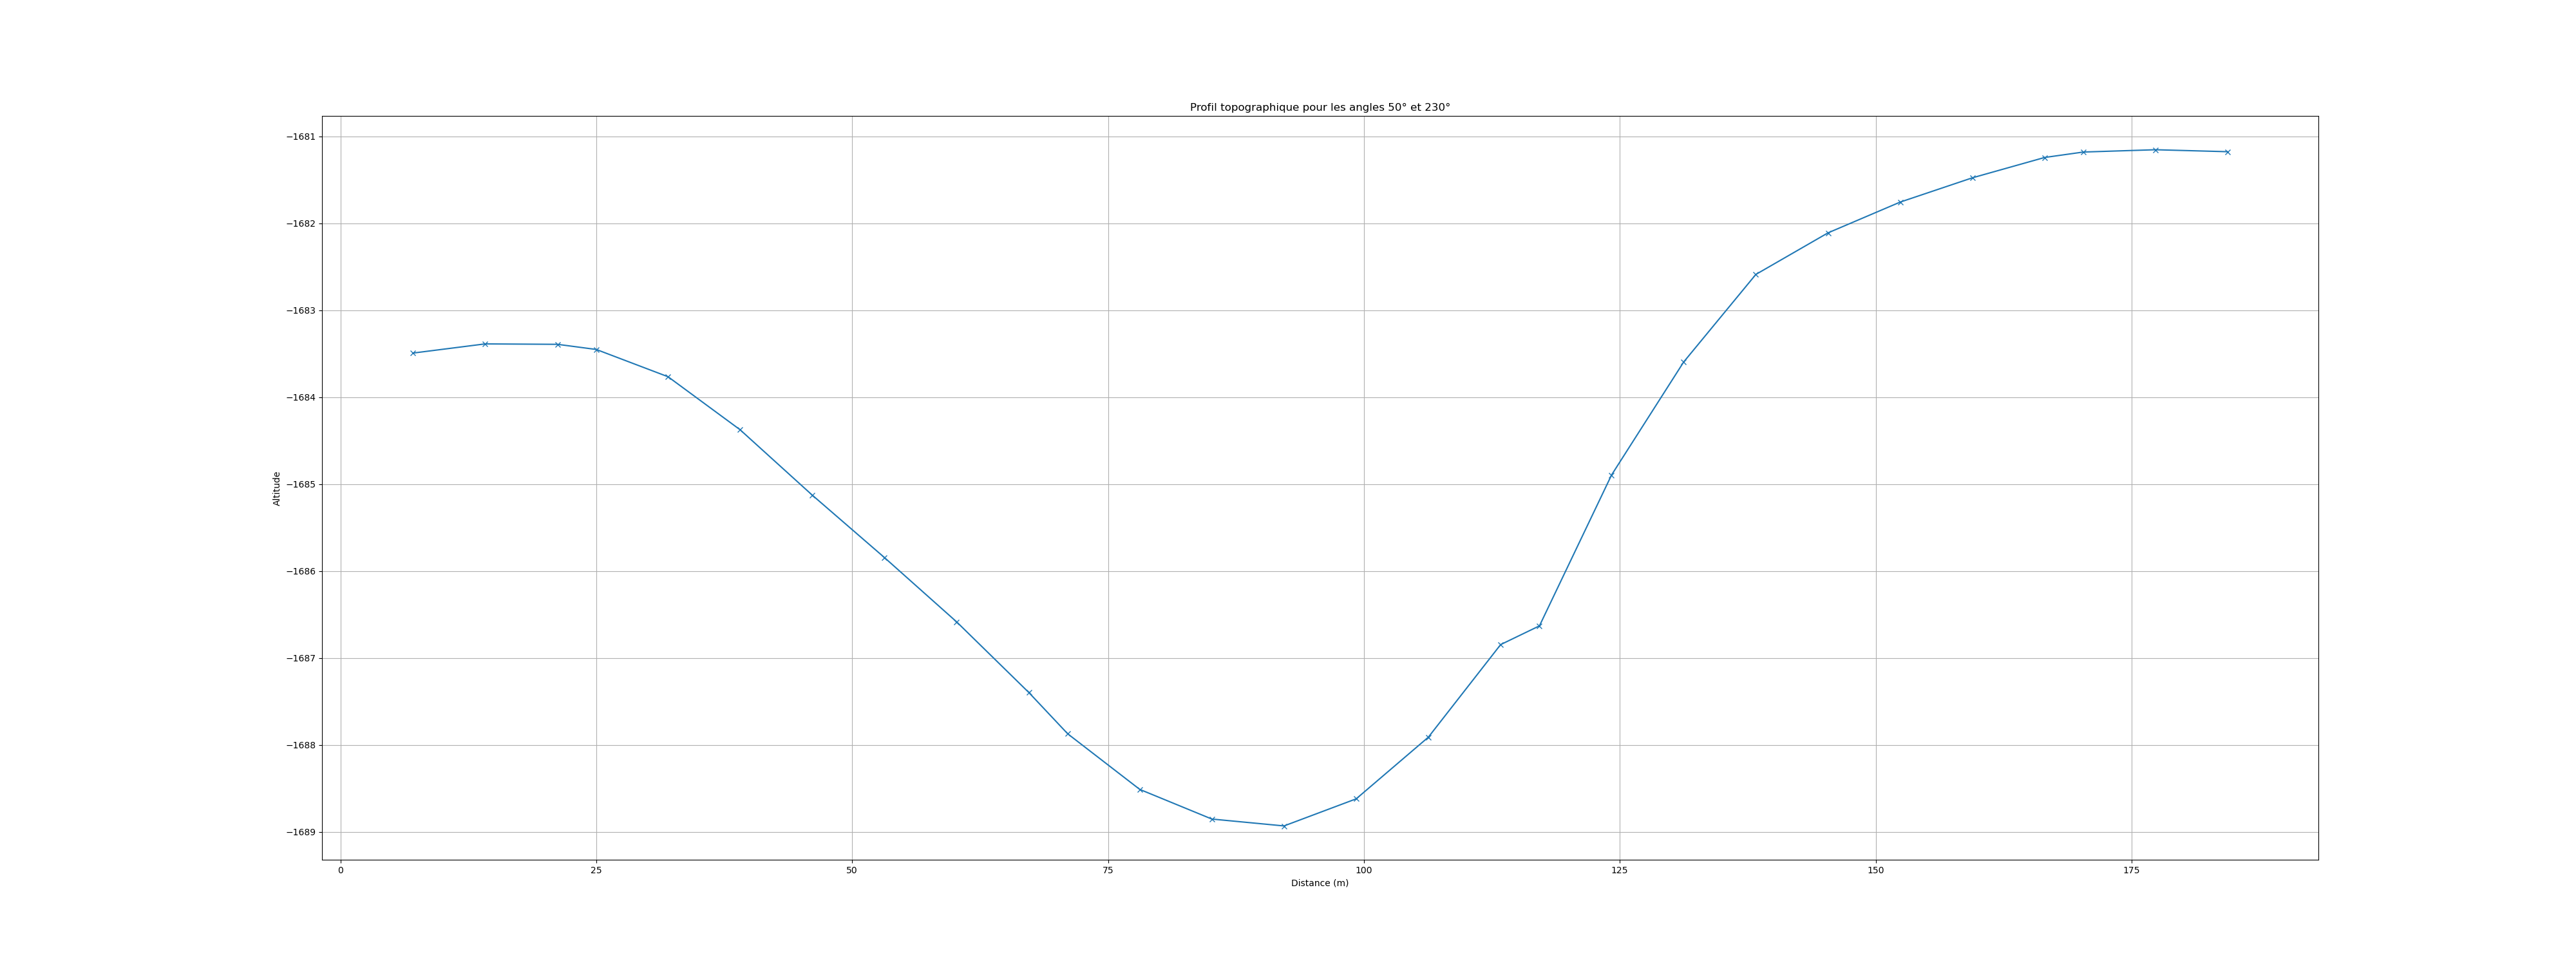 Profil topographique pour les angles 50° et 230°
−1681
−1682
−1683
−1684
−1685
−1686
−1687
−1688
−1689
Altitude
0 25 50 75 100 125 150 175
Distance (m)